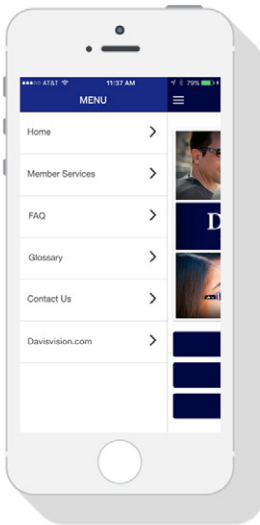 ●●●○○ AT&T 11:37 AM 79%
MENU
Home
Member Services
FAQ
D
Glossary
Contact Us
Davisvision.com